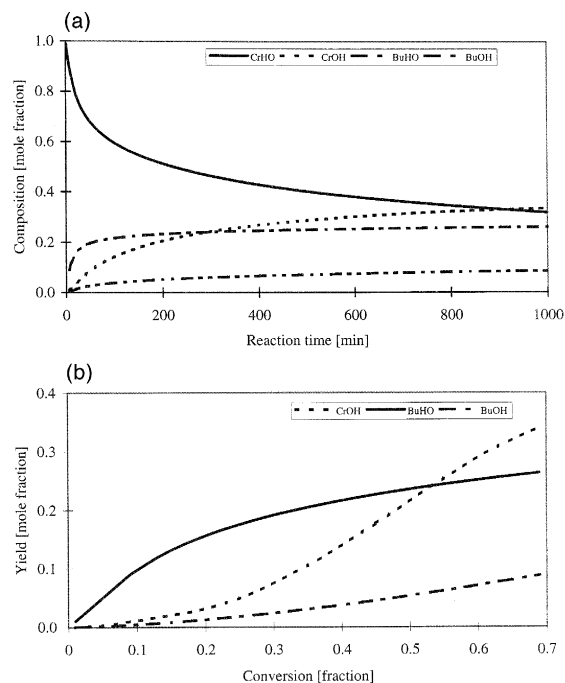 (a)
1.0
CrHO CrOH BuHO BuOH
0.8
0.6
0.4
0.2
0.0
Composition [mole fraction]
0 200 400 600 800 1000
Reaction time [min]
(b)
0.4
CrOH BuHO BuOH
0.3
0.2
0.1
0.0
Yield [mole fraction]
0 0.1 0.2 0.3 0.4 0.5 0.6 0.7
Conversion [fraction]